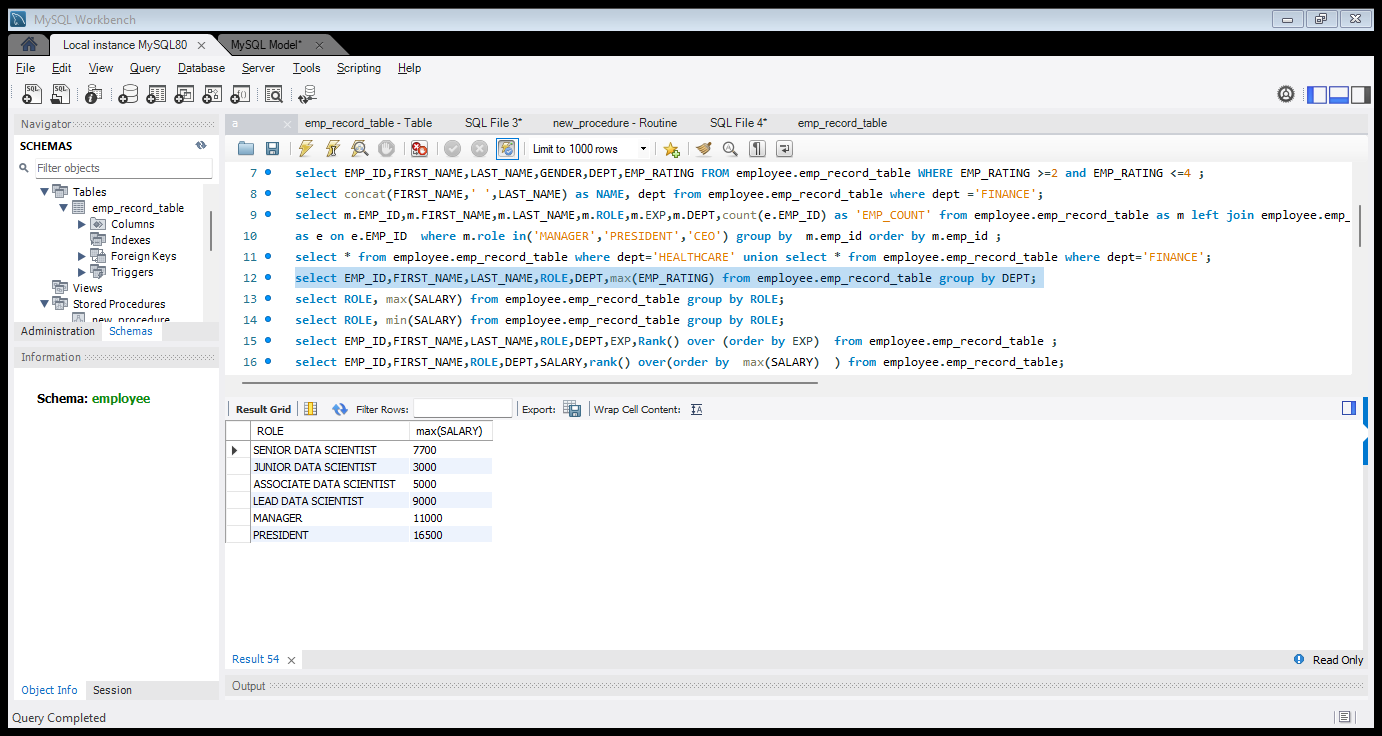 MySQL Workbench
Local instance MySQL80
MySQL Model*
File Edit View Query Database Server Tools Scripting Help
Navigator
SCHEMAS
Filter objects
Tables
emp_record_table
Columns
Indexes
Foreign Keys
Triggers
Views
Stored Procedures
new_procedure
Administration Schemas
Information
Schema: employee
Object Info Session
a emp_record_table - Table SQL File 3* new_procedure - Routine SQL File 4* emp_record_table
Limit to 1000 rows
7 select EMP_ID,FIRST_NAME,LAST_NAME,GENDER,DEPT,EMP_RATING FROM employee.emp_record_table WHERE EMP_RATING >=2 and EMP_RATING <=4 ;
8 select concat(FIRST_NAME,' ',LAST_NAME) as NAME, dept from employee.emp_record_table where dept ='FINANCE';
9 select m.EMP_ID,m.FIRST_NAME,m.LAST_NAME,m.ROLE,m.EXP,m.DEPT,count(e.EMP_ID) as 'EMP_COUNT' from employee.emp_record_table as m left join employee.emp_
10 as e on e.EMP_ID  where m.role in('MANAGER','PRESIDENT','CEO') group by  m.emp_id order by m.emp_id ;
11 select * from employee.emp_record_table where dept='HEALTHCARE' union select * from employee.emp_record_table where dept='FINANCE';
12 select EMP_ID,FIRST_NAME,LAST_NAME,ROLE,DEPT,max(EMP_RATING) from employee.emp_record_table group by DEPT;
13 select ROLE, max(SALARY) from employee.emp_record_table group by ROLE;
14 select ROLE, min(SALARY) from employee.emp_record_table group by ROLE;
15 select EMP_ID,FIRST_NAME,LAST_NAME,ROLE,DEPT,EXP,Rank() over (order by EXP)  from employee.emp_record_table ;
16 select EMP_ID,FIRST_NAME,ROLE,DEPT,SALARY,rank() over(order by  max(SALARY)  ) from employee.emp_record_table;
Result Grid Filter Rows: Export: Wrap Cell Content:
ROLE max(SALARY)
SENIOR DATA SCIENTIST 7700
JUNIOR DATA SCIENTIST 3000
ASSOCIATE DATA SCIENTIST 5000
LEAD DATA SCIENTIST 9000
MANAGER 11000
PRESIDENT 16500
Result 54
Read Only
Output
Query Completed